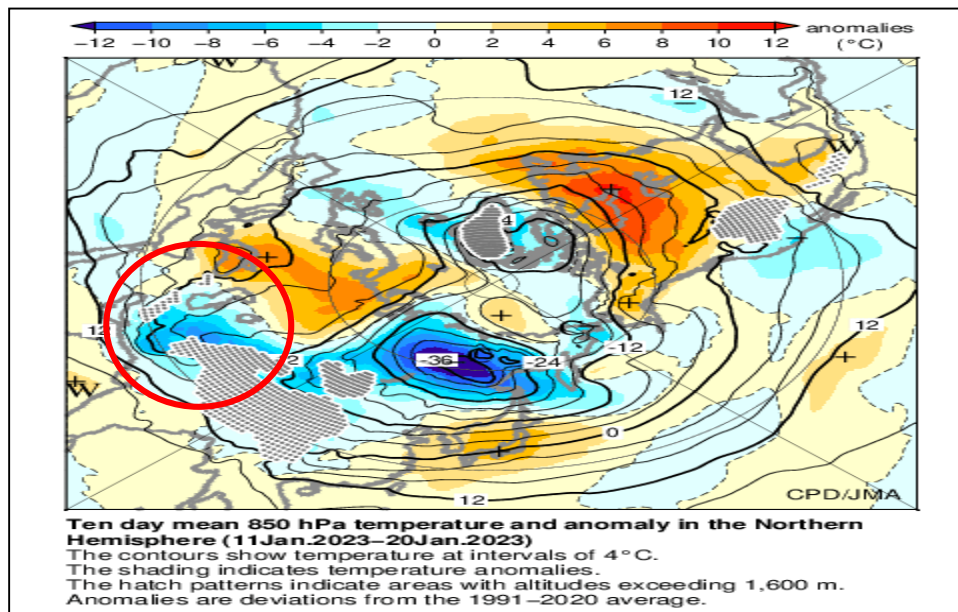 anomalies
−12 −10 −8 −6 −4 −2 0 2 4 6 8 10 12 (°C)
W
12
W
4
12
2
12
-36
-24
-12
W
0
12
CPD/JMA
Ten day mean 850 hPa temperature and anomaly in the Northern
Hemisphere (11Jan.2023−20Jan.2023)
The contours show temperature at intervals of 4°C.
The shading indicates temperature anomalies.
The hatch patterns indicate areas with altitudes exceeding 1,600 m.
Anomalies are deviations from the 1991−2020 average.